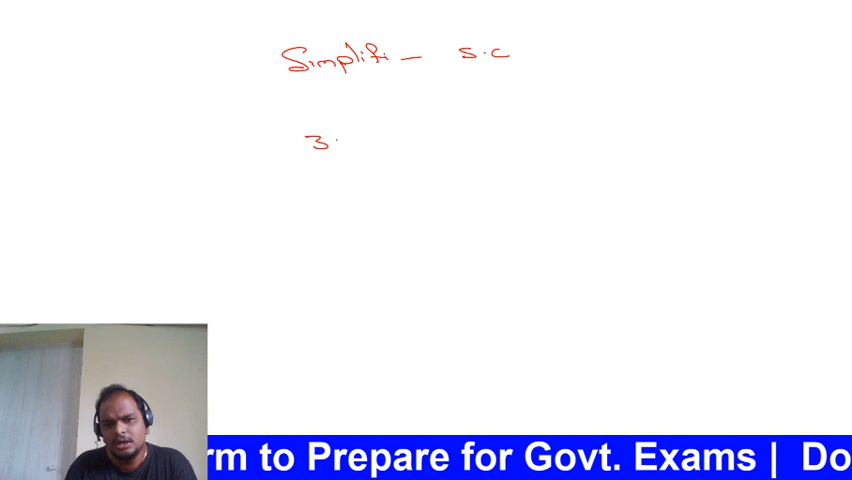 Simplifi – S.C
3.
rm to Prepare for Govt. Exams | Do